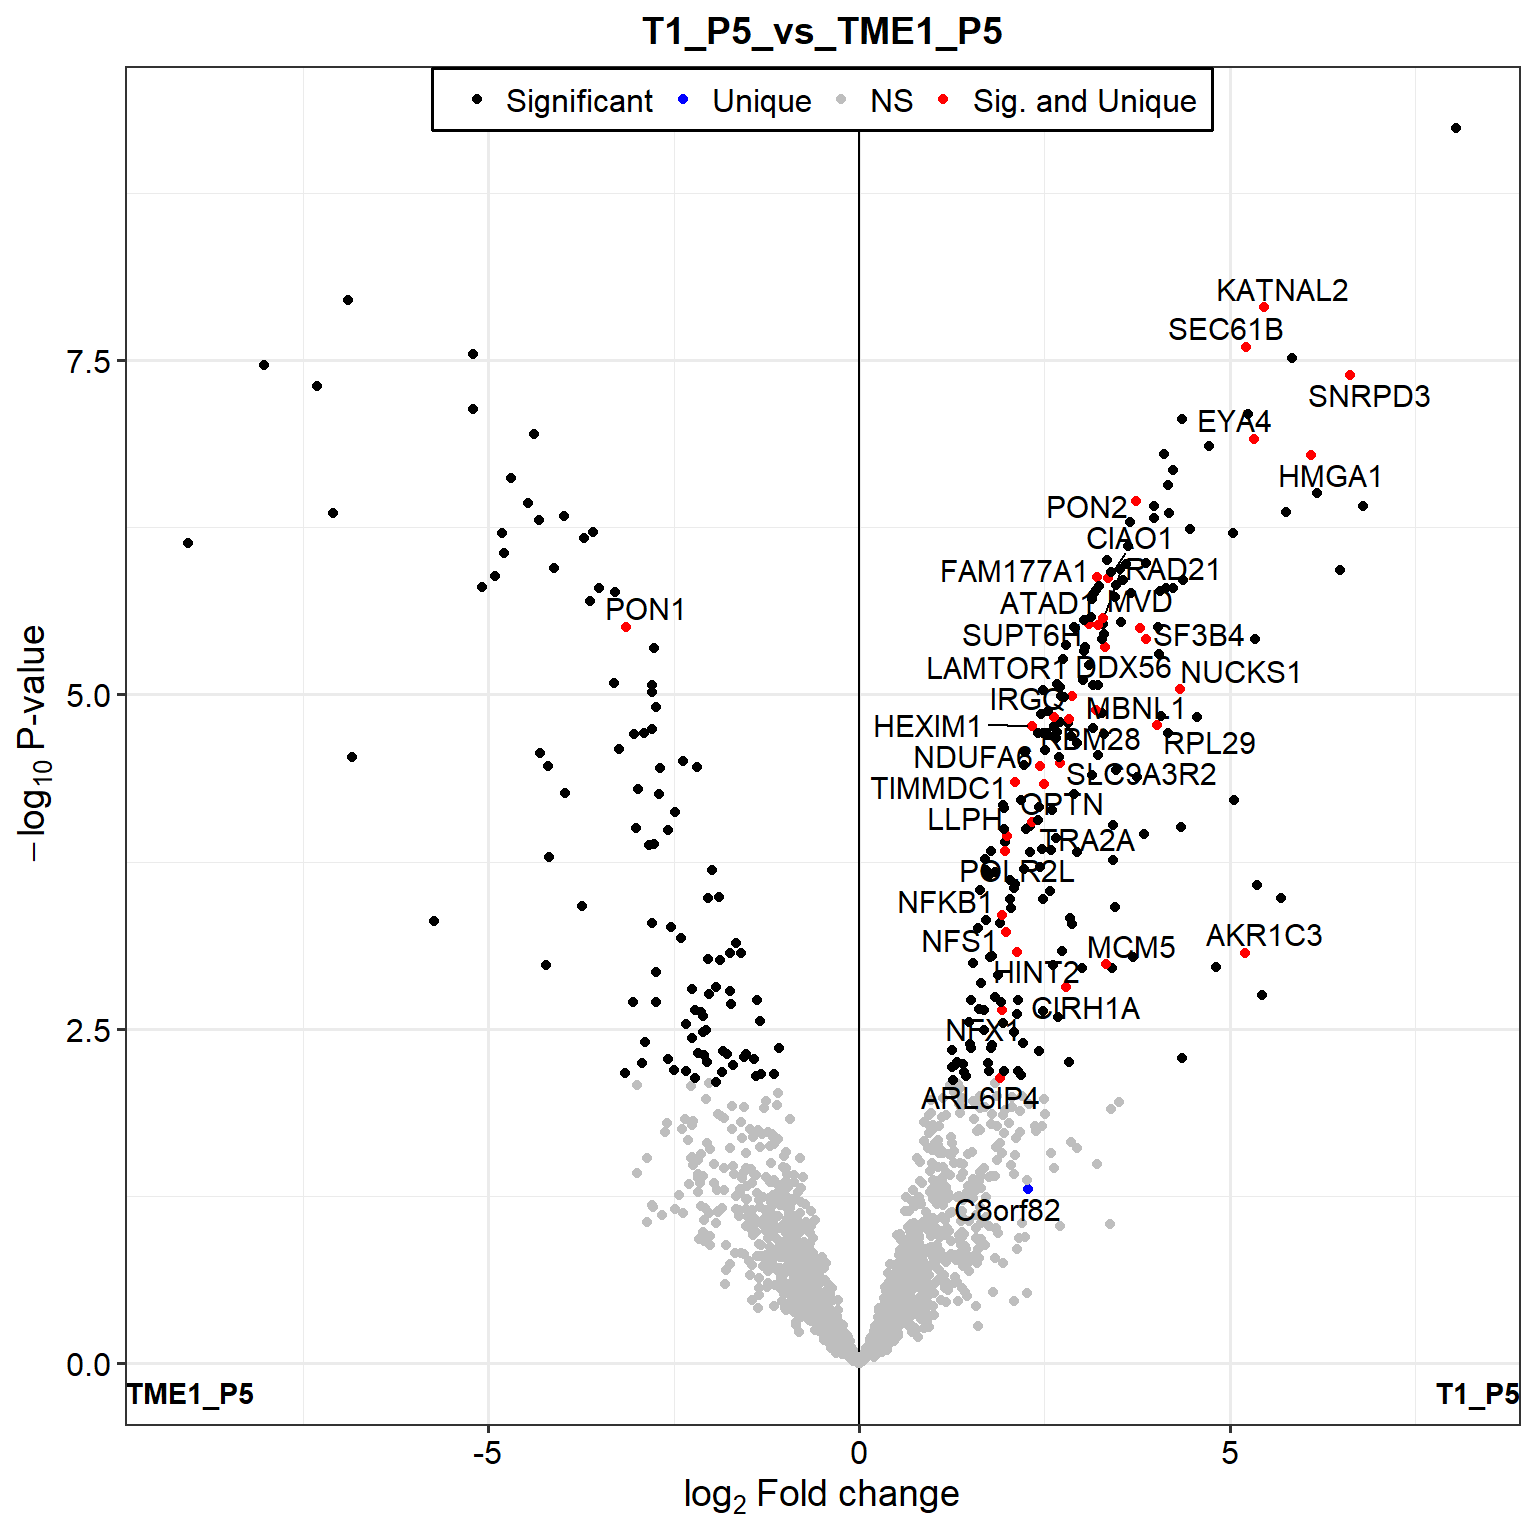 T1_P5_vs_TME1_P5
Significant Unique NS Sig. and Unique
KATNAL2
SEC61B
SNRPD3
EYA4
HMGA1
PON2
CIAO1
FAM177A1
RAD21
ATAD1
MVD
PON1
SUPT6H
SF3B4
LAMTOR1
DDX56
NUCKS1
IRGQ
MBNL1
HEXIM1
RBM28
RPL29
NDUFA6
SLC9A3R2
TIMMDC1
OPTN
LLPH
TRA2A
POLR2L
NFKB1
NFS1
MCM5
AKR1C3
HINT2
CIRH1A
NFX1
ARL6IP4
C8orf82
7.5
5.0
2.5
0.0
−log10 P-value
TME1_P5
T1_P5
-5 0 5
log2 Fold change